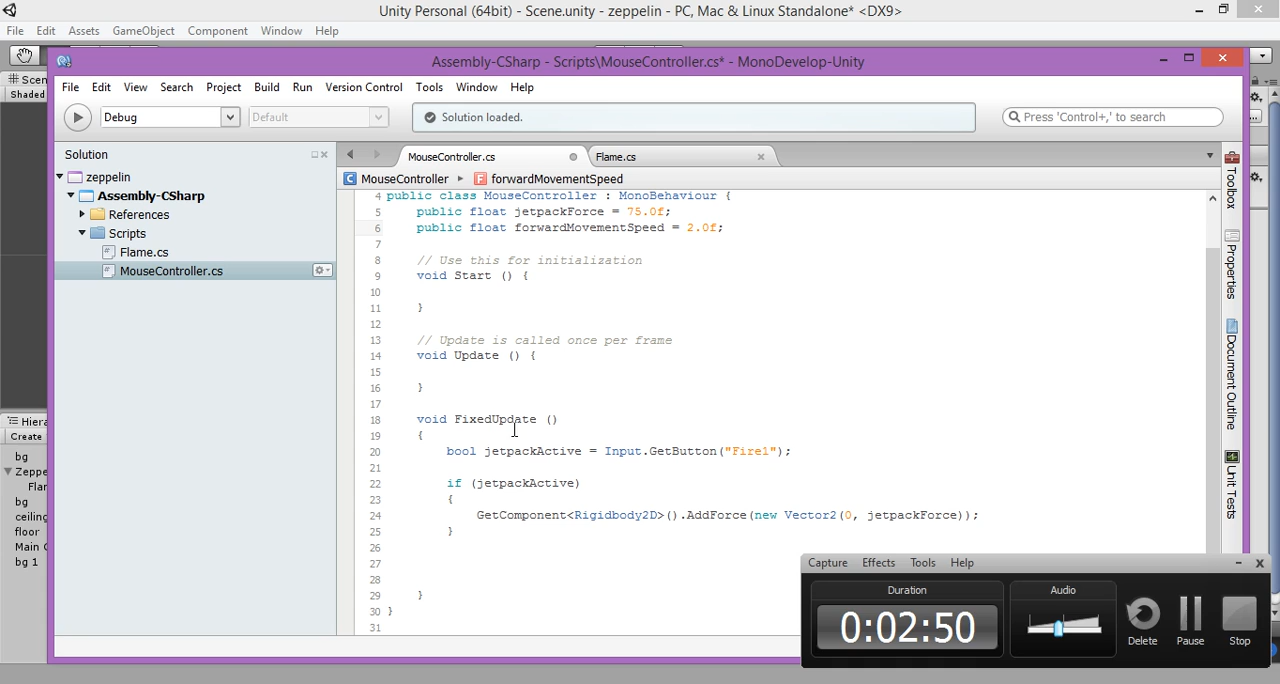 Unity Personal (64bit) - Scene.unity - zeppelin - PC, Mac & Linux Standalone* <DX9>
File Edit Assets GameObject Component Window Help
Assembly-CSharp - Scripts\MouseController.cs* - MonoDevelop-Unity
File Edit View Search Project Build Run Version Control Tools Window Help
Debug Default Solution loaded. Press 'Control+,' to search
Shaded
Solution
zeppelin
Assembly-CSharp
References
Scripts
Flame.cs
MouseController.cs
MouseController.cs Flame.cs
MouseController forwardMovementSpeed
4 public class MouseController : MonoBehaviour {
5 public float jetpackForce = 75.0f;
6 public float forwardMovementSpeed = 2.0f;
7
8 // Use this for initialization
9 void Start () {
10
11 }
12
13 // Update is called once per frame
14 void Update () {
15
16 }
17
18 void FixedUpdate ()
19 {
20 bool jetpackActive = Input.GetButton("Fire1");
21
22 if (jetpackActive)
23 {
24 GetComponent<Rigidbody2D>().AddForce(new Vector2(0, jetpackForce));
25 }
26
27
28
29 }
30 }
31
Toolbox
Properties
Document Outline
Unit Tests
Scen
Hiera
Create
bg
Zeppe
Flar
bg
ceiling
floor
Main C
bg 1
Capture Effects Tools Help
Duration
0:02:50
Audio
Delete Pause Stop